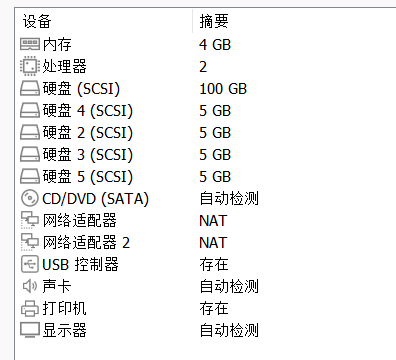 设备 摘要
内存 4 GB
处理器 2
硬盘 (SCSI) 100 GB
硬盘 4 (SCSI) 5 GB
硬盘 2 (SCSI) 5 GB
硬盘 3 (SCSI) 5 GB
硬盘 5 (SCSI) 5 GB
CD/DVD (SATA) 自动检测
网络适配器 NAT
网络适配器 2 NAT
USB 控制器 存在
声卡 自动检测
打印机 存在
显示器 自动检测